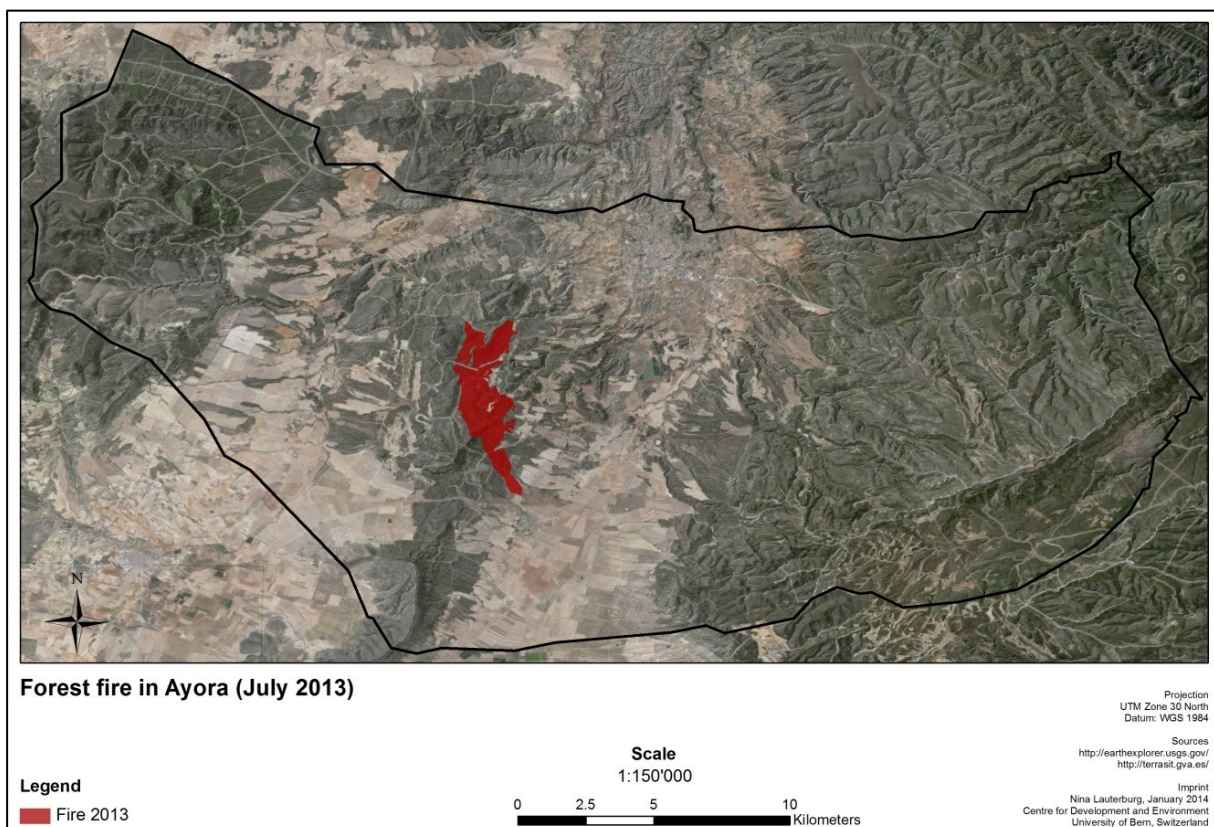 N
Forest fire in Ayora (July 2013)
Projection
UTM Zone 30 North
Datum: WGS 1984
Sources
http://earthexplorer.usgs.gov/
http://terrasit.gva.es/
Imprint
Nina Lauterburg, January 2014
Centre for Development and Environment
University of Bern, Switzerland
Scale
1:150'000
0 2.5 5 10
Kilometers
Legend
Fire 2013